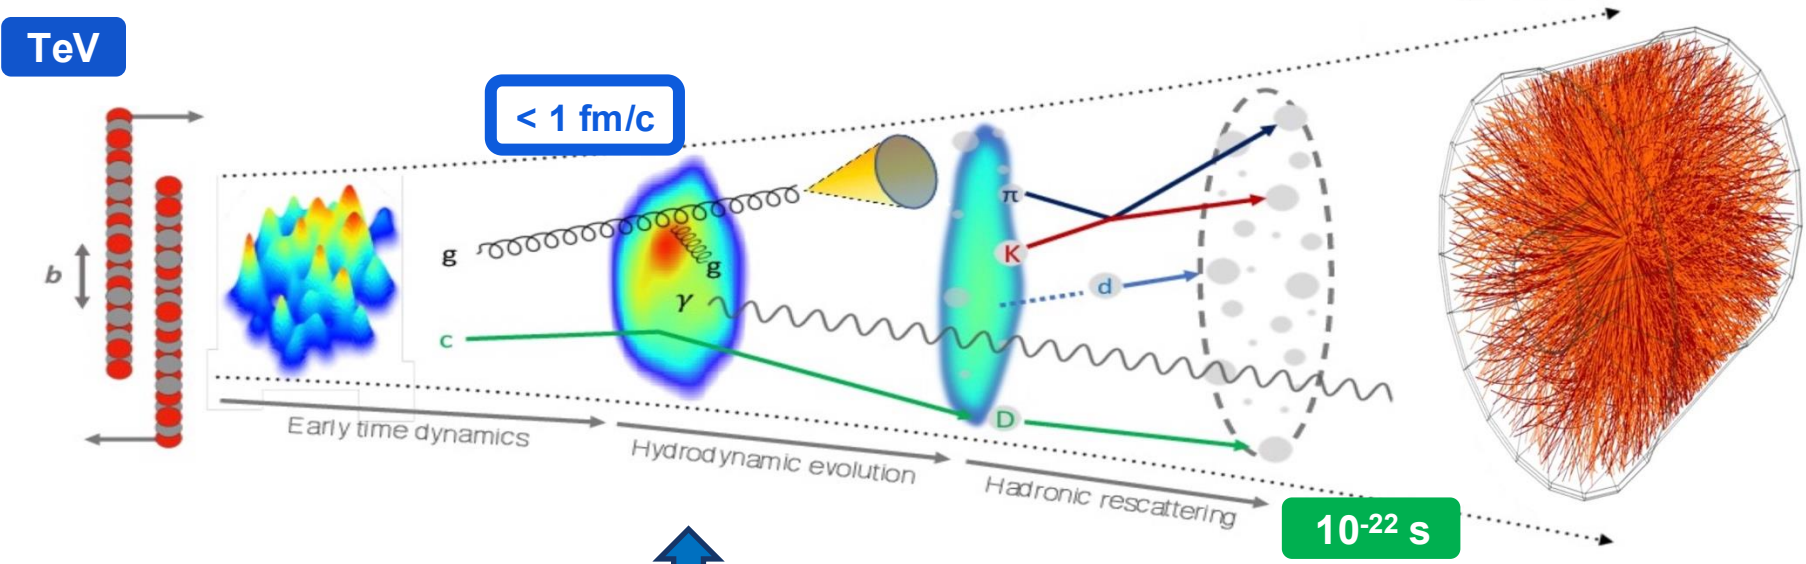 TeV
< 1 fm/c
b
g
g
γ
c
π
K
d
D
Early time dynamics
Hydrodynamic evolution
Hadronic rescattering
10-22 s